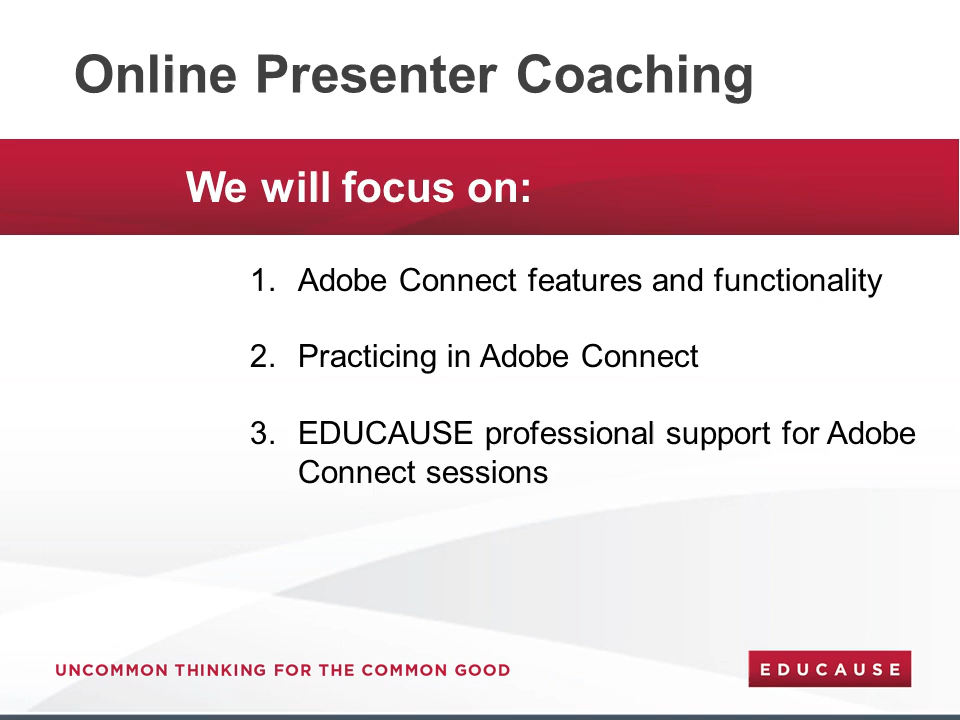 Online Presenter Coaching
We will focus on:
1. Adobe Connect features and functionality
2. Practicing in Adobe Connect
3. EDUCAUSE professional support for Adobe
Connect sessions
UNCOMMON THINKING FOR THE COMMON GOOD
EDUCAUSE